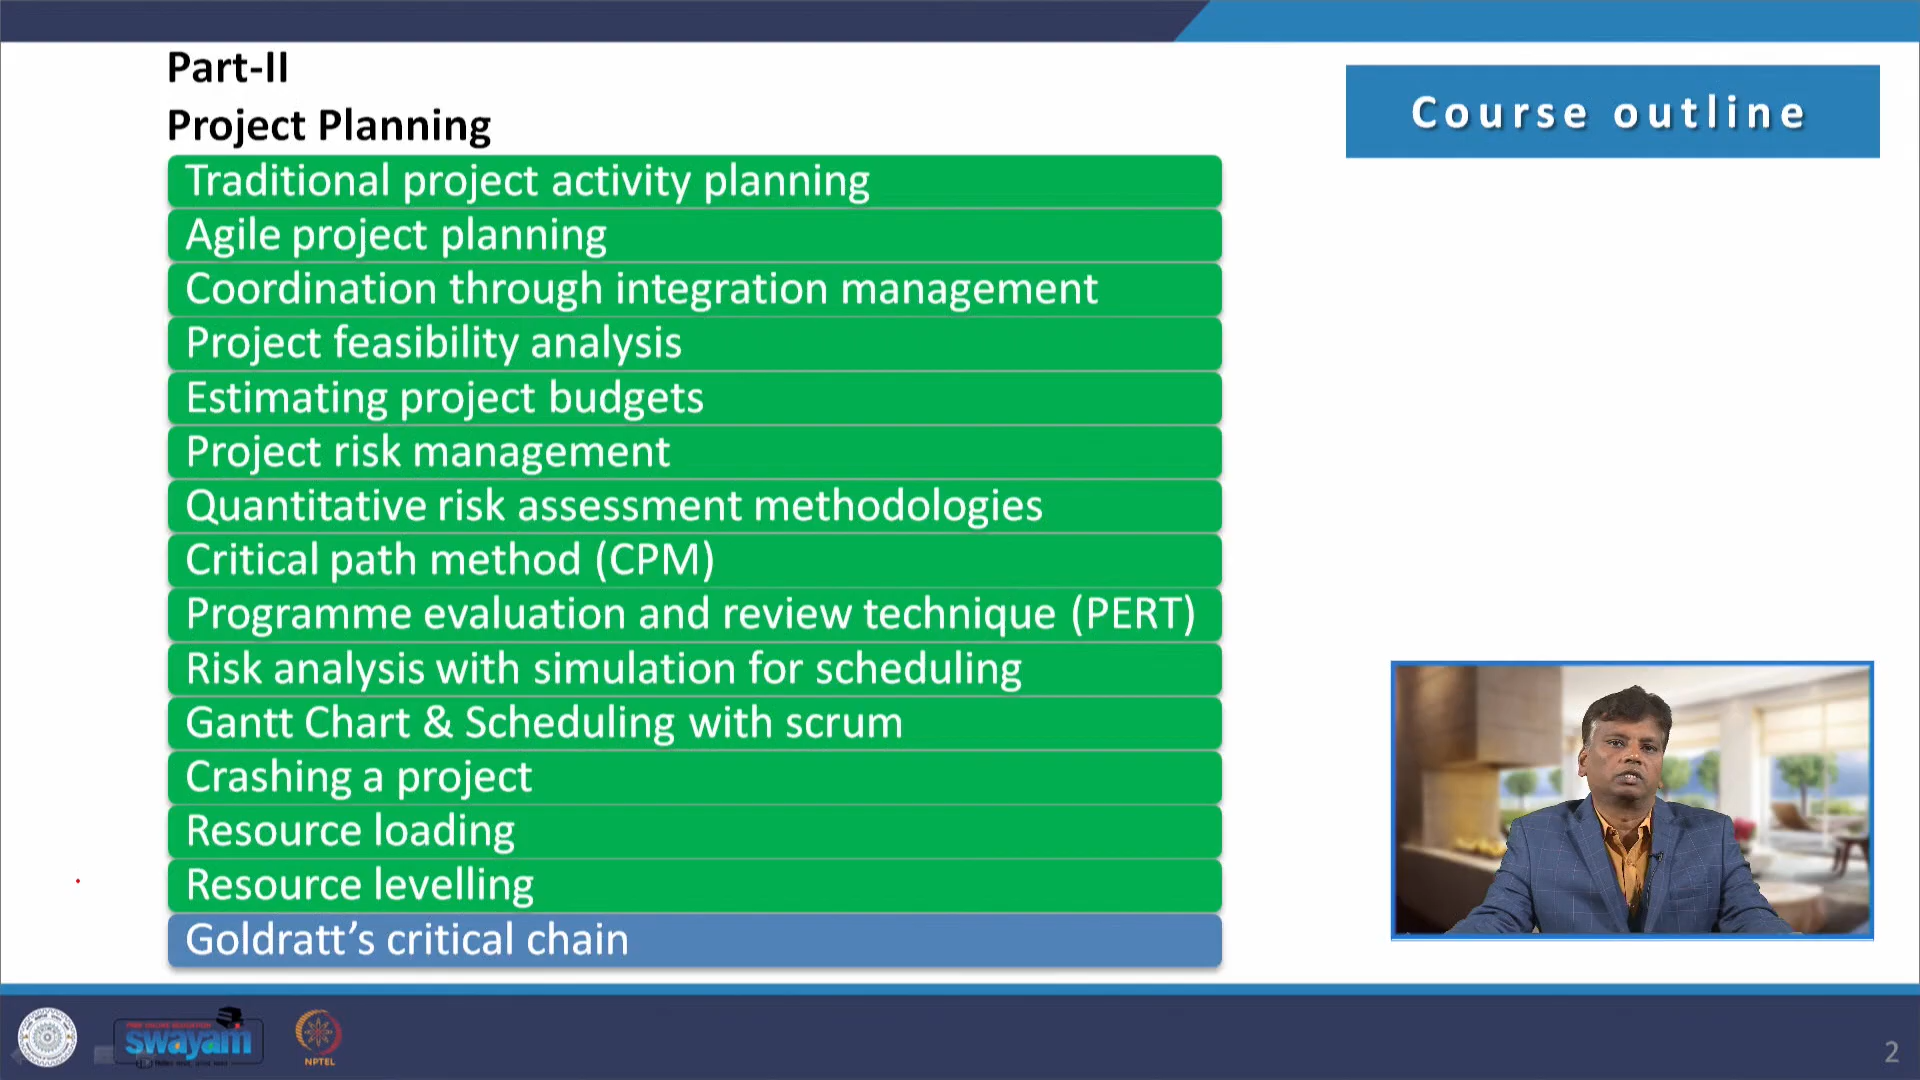 Part-II
Project Planning
Course outline
Traditional project activity planning
Agile project planning
Coordination through integration management
Project feasibility analysis
Estimating project budgets
Project risk management
Quantitative risk assessment methodologies
Critical path method (CPM)
Programme evaluation and review technique (PERT)
Risk analysis with simulation for scheduling
Gantt Chart & Scheduling with scrum
Crashing a project
Resource loading
Resource levelling
Goldratt's critical chain
FREE ONLINE EDUCATION
swayam
NPTEL
2